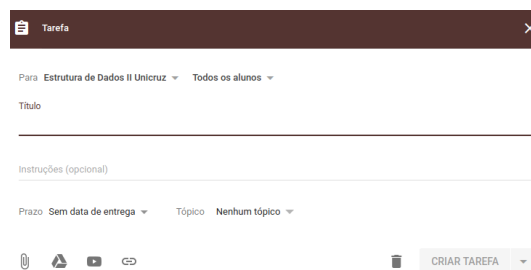 Tarefa
Para Estrutura de Dados II Unicruz Todos os alunos
Título
Instruções (opcional)
Prazo Sem data de entrega Tópico Nenhum tópico
CRIAR TAREFA